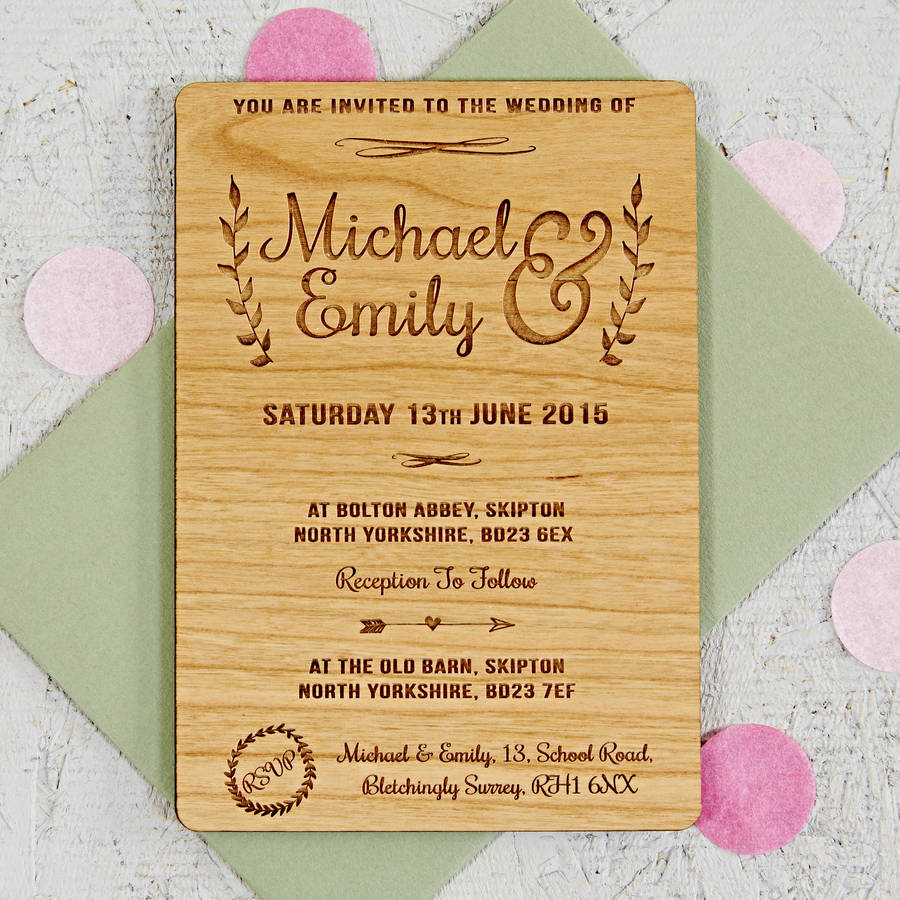 YOU ARE INVITED TO THE WEDDING OF
Michael &
Emily
SATURDAY 13TH JUNE 2015
AT BOLTON ABBEY, SKIPTON
NORTH YORKSHIRE, BD23 6EX
Reception To Follow
AT THE OLD BARN, SKIPTON
NORTH YORKSHIRE, BD23 7EF
RSVP
Michael & Emily, 13, School Road,
Bletchingly Surrey, RH1 6NX